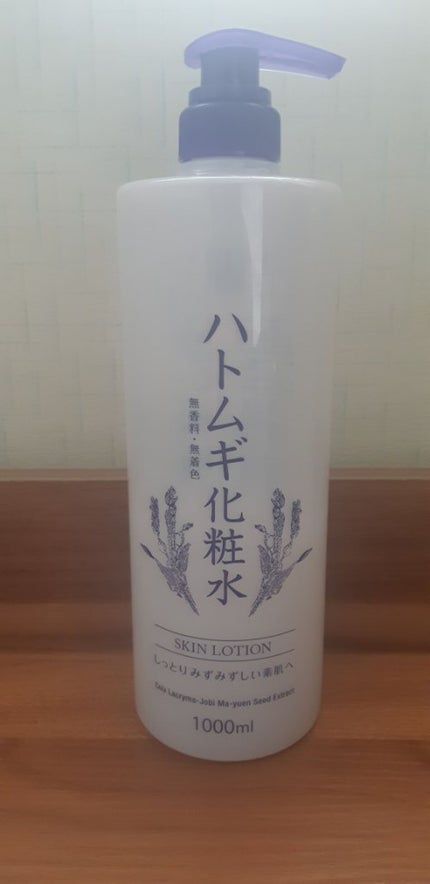 ハトムギ化粧水
無香料・無着色
SKIN LOTION
しっとりみずみずしい素肌へ
Coix Lacryma-Jobi Ma-yuen Seed Extract
1000ml